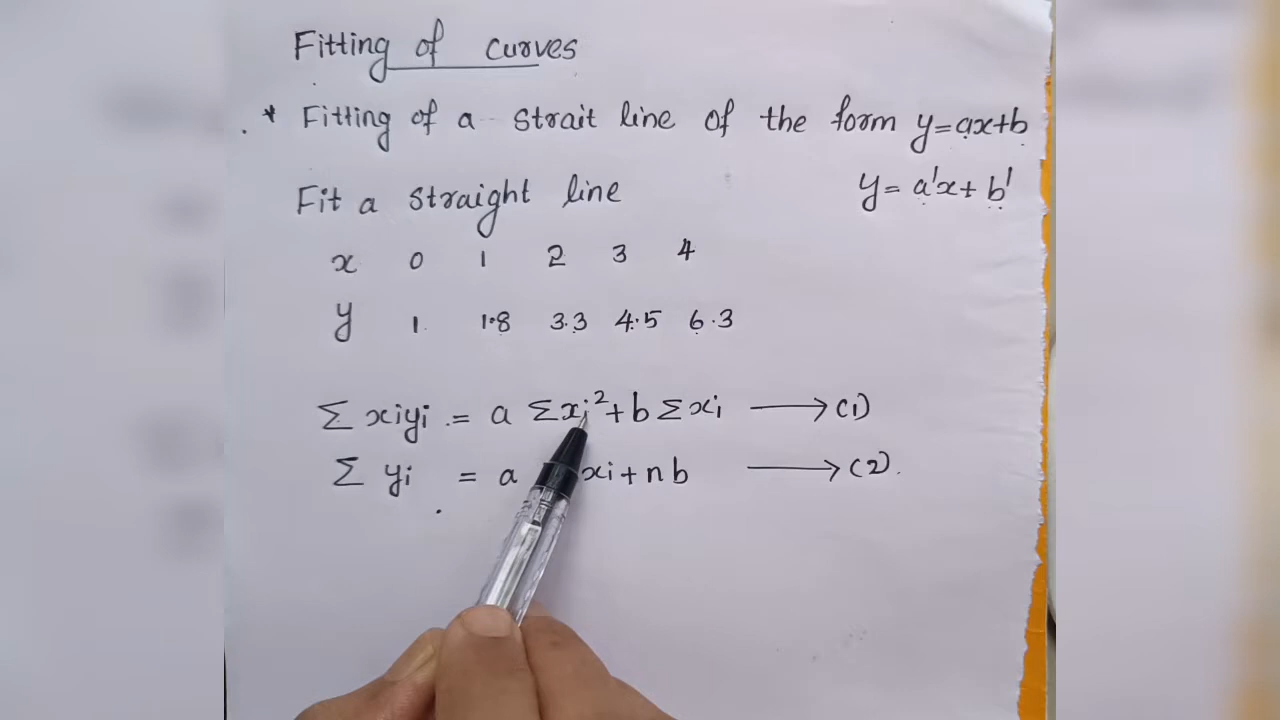 Fitting of curves
* Fitting of a strait line of the form y=ax+b
Fit a straight line y= a'x+ b'
x 0 1 2 3 4
y 1 1.8 3.3 4.5 6.3
Σ xiyi = a Σxi²+b Σxi → (1)
Σ yi = a xi+nb → (2).